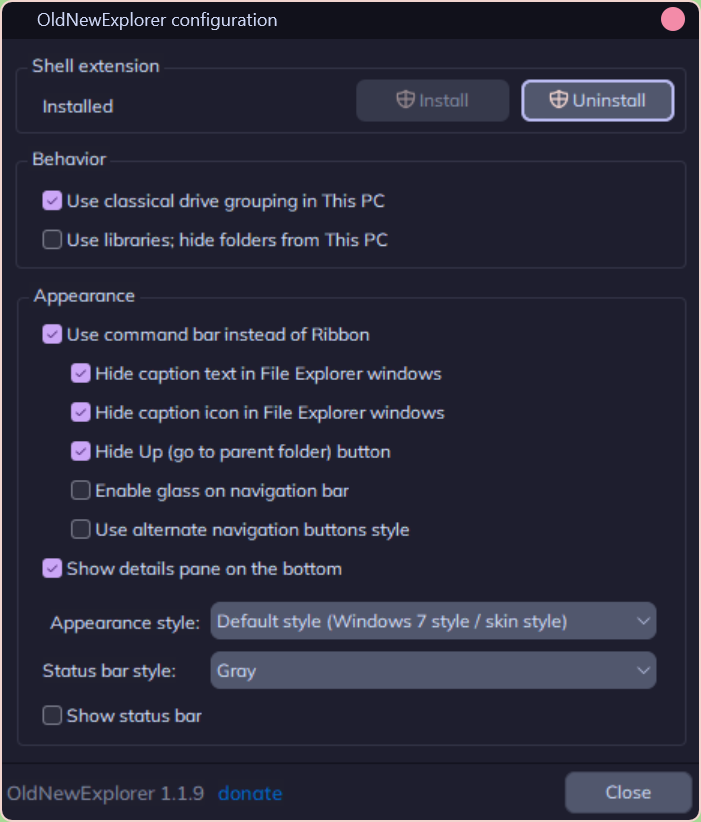 OldNewExplorer configuration
Shell extension
Installed
Install
Uninstall
Behavior
Use classical drive grouping in This PC
Use libraries; hide folders from This PC
Appearance
Use command bar instead of Ribbon
Hide caption text in File Explorer windows
Hide caption icon in File Explorer windows
Hide Up (go to parent folder) button
Enable glass on navigation bar
Use alternate navigation buttons style
Show details pane on the bottom
Appearance style: Default style (Windows 7 style / skin style)
Status bar style: Gray
Show status bar
OldNewExplorer 1.1.9 donate
Close